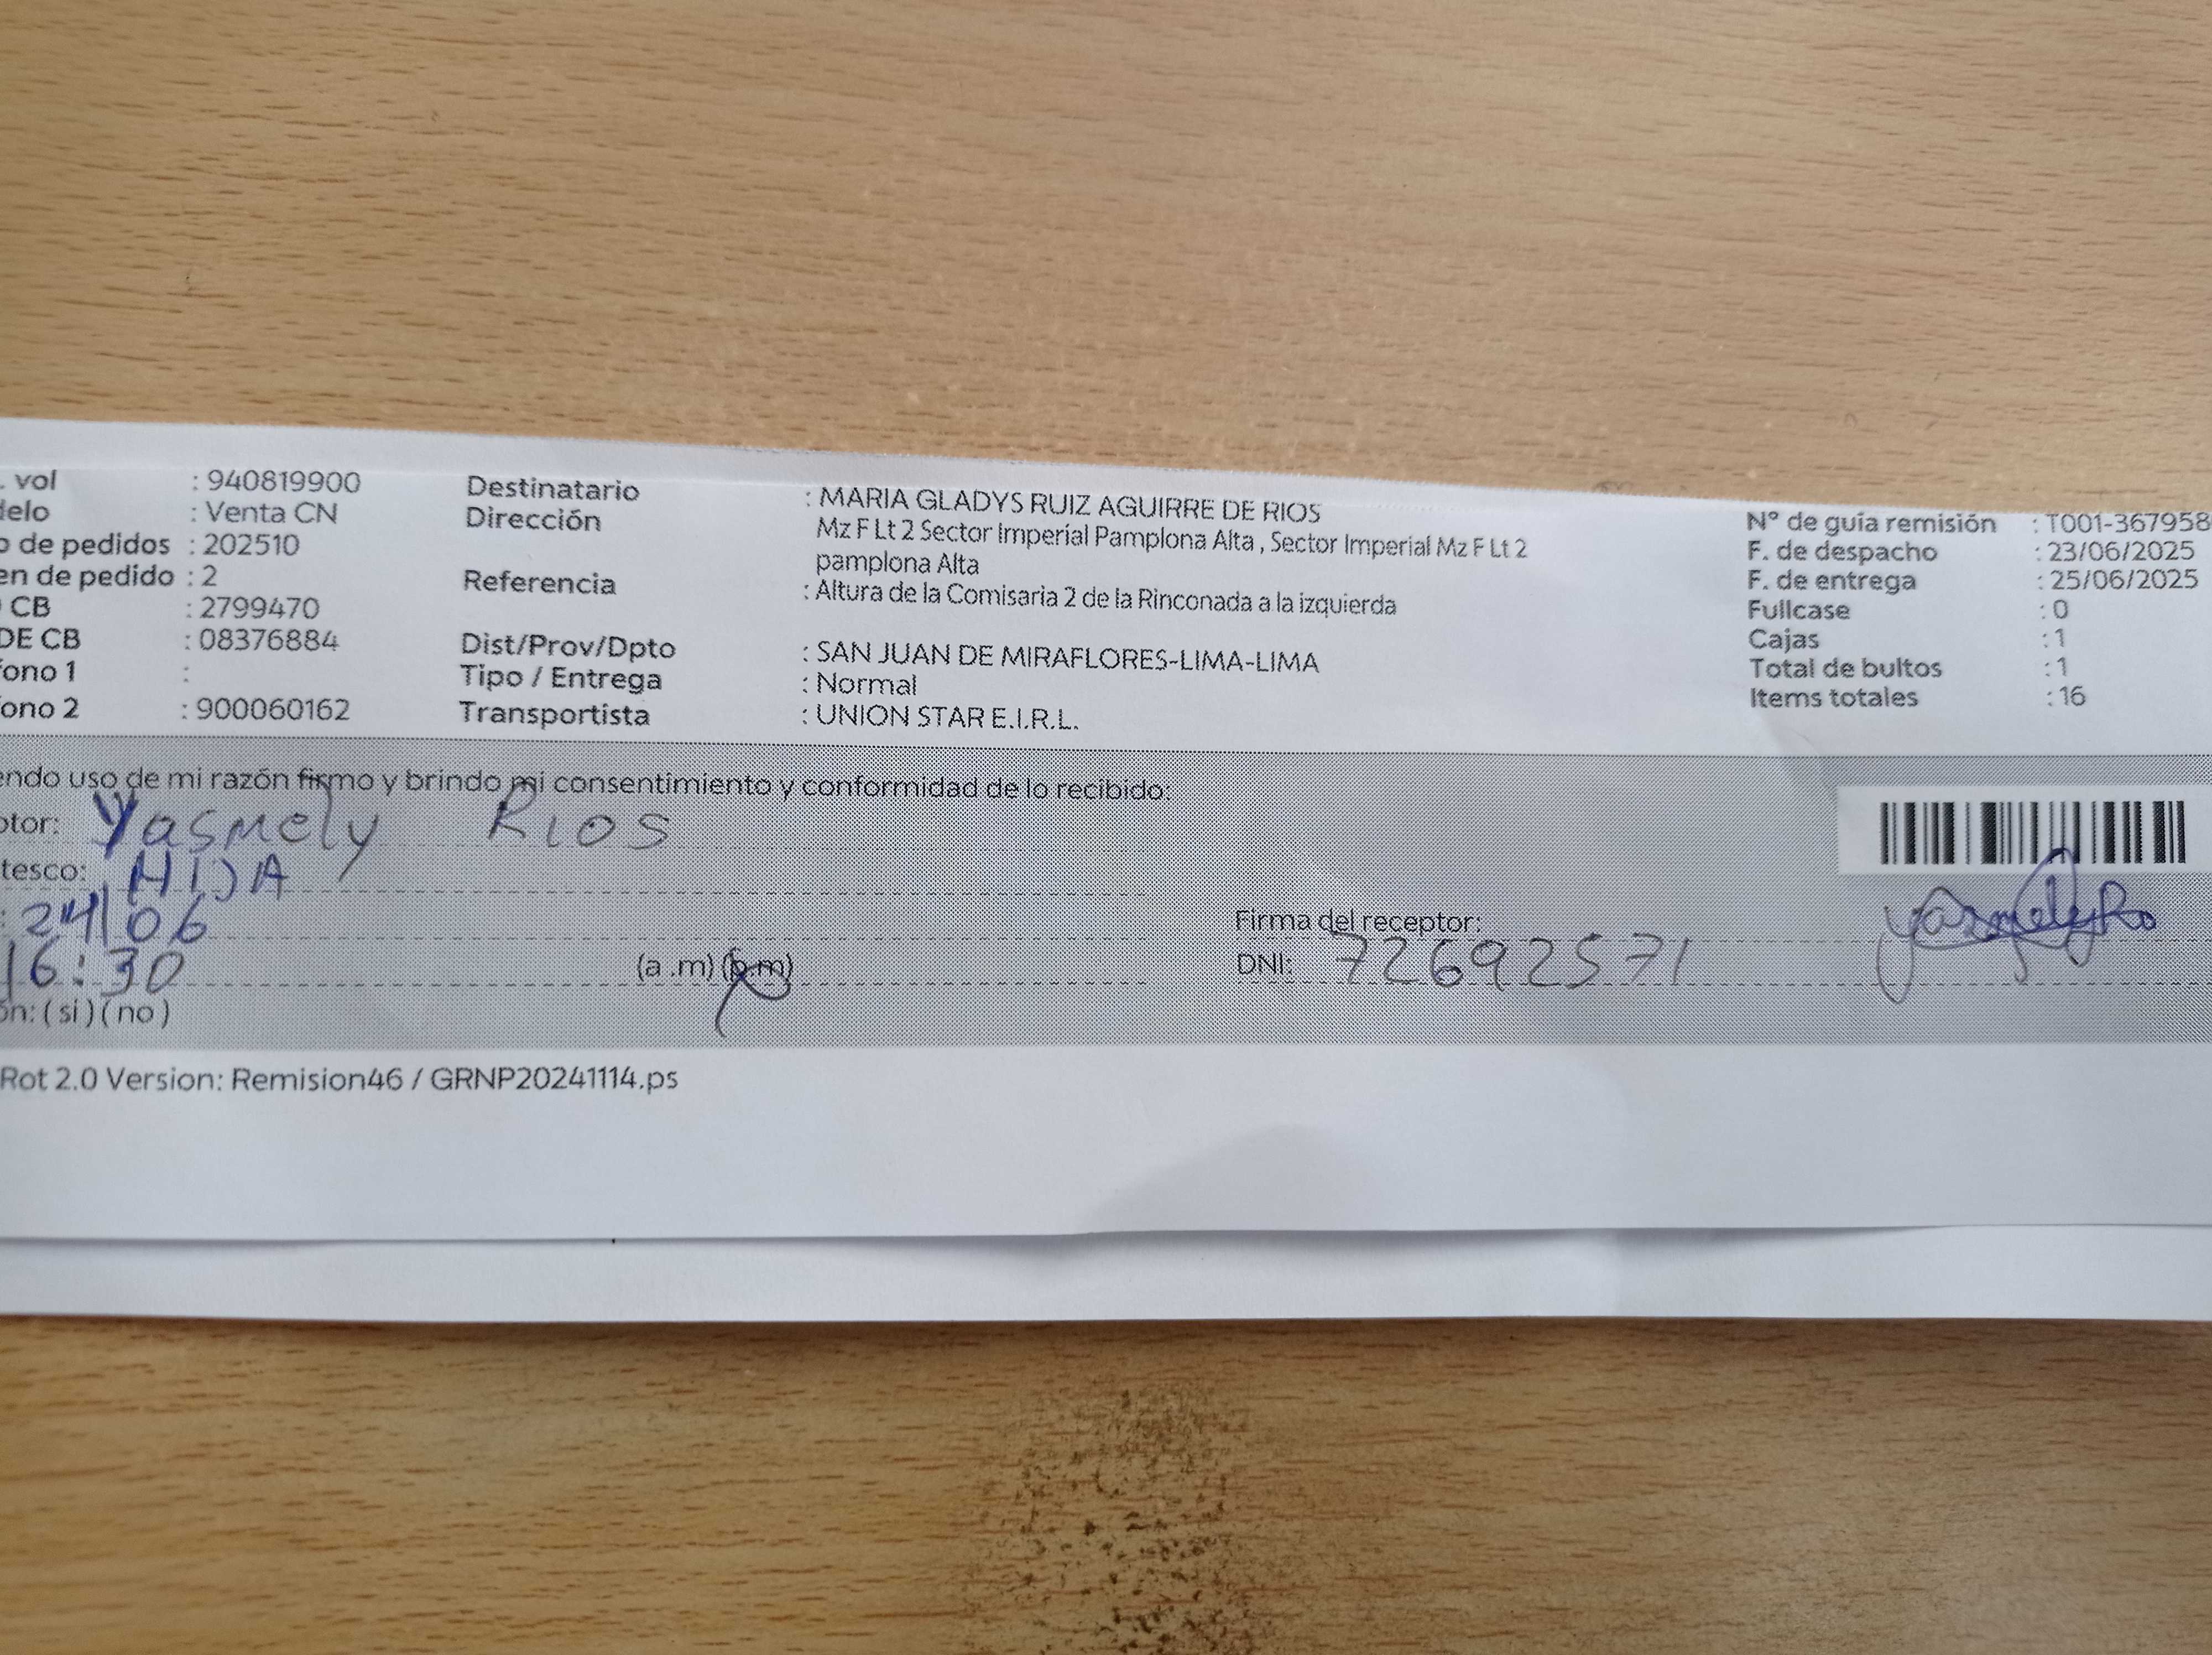 . vol : 940819900
delo : Venta CN
o de pedidos : 202510
en de pedido : 2
CB : 2799470
DE CB : 08376884
fono 1 :
ono 2 : 900060162
Destinatario : MARIA GLADYS RUIZ AGUIRRE DE RIOS
Dirección Mz F Lt 2 Sector Imperial Pamplona Alta , Sector Imperial Mz F Lt 2
pamplona Alta
Referencia : Altura de la Comisaria 2 de la Rinconada a la izquierda
Dist/Prov/Dpto : SAN JUAN DE MIRAFLORES-LIMA-LIMA
Tipo / Entrega : Normal
Transportista : UNION STAR E.I.R.L.
N° de guía remisión : T001-367958
F. de despacho : 23/06/2025
F. de entrega : 25/06/2025
Fullcase : 0
Cajas : 1
Total de bultos : 1
Items totales : 16
endo uso de mi razón firmo y brindo mi consentimiento y conformidad de lo recibido:
ptor: Yasmely Rios
tesco: HIJA
: 24/06
16:30 (a .m) (p.m)
ón: ( si ) ( no )
Firma del receptor: yasmelyR
DNI: 72692571
Rot 2.0 Version: Remision46 / GRNP20241114.ps